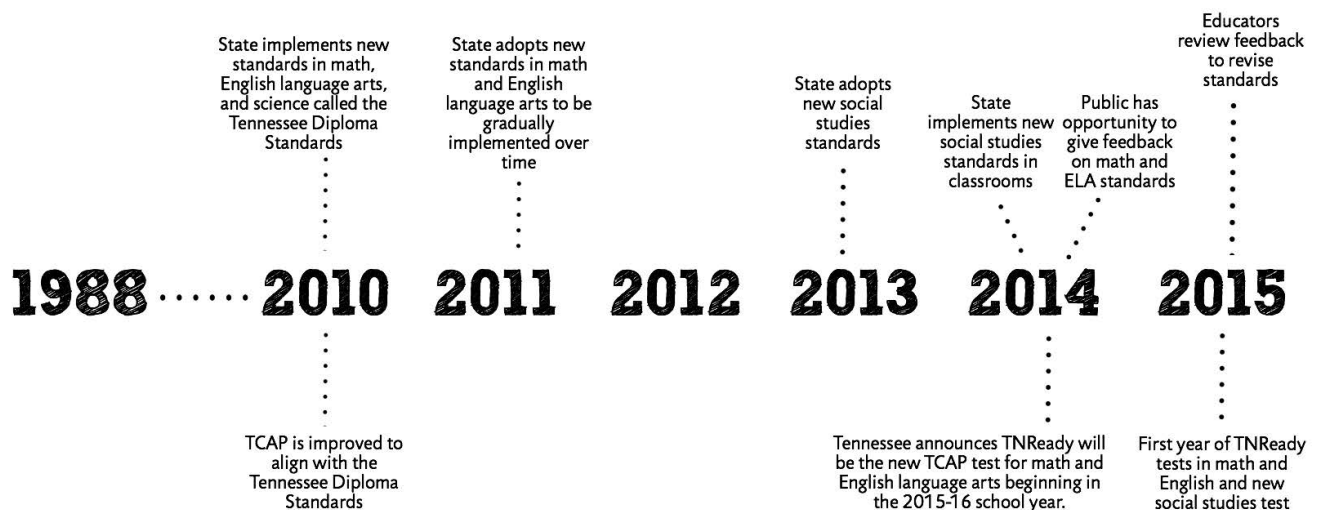 State implements new
standards in math,
English language arts,
and science called the
Tennessee Diploma
Standards
State adopts new
standards in math
and English
language arts to be
gradually
implemented over
time
State adopts
new social
studies
standards
State
implements new
social studies
standards in
classrooms
Public has
opportunity to
give feedback
on math and
ELA standards
Educators
review feedback
to revise
standards
1988 2010 2011 2012 2013 2014 2015
TCAP is improved to
align with the
Tennessee Diploma
Standards
Tennessee announces TNReady will
be the new TCAP test for math and
English language arts beginning in
the 2015-16 school year.
First year of TNReady
tests in math and
English and new
social studies test